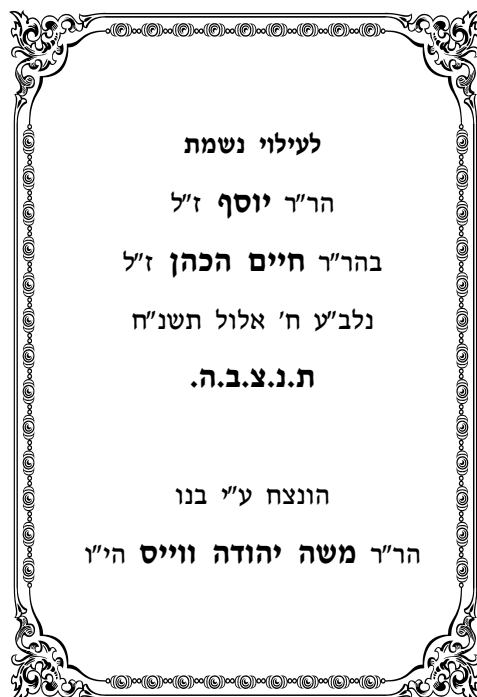 לעילוי נשמת
הר״ר יוסף ז״ל
בהר״ר חיים הכהן ז״ל
נלב״ע ח׳ אלול תשנ״ח
ת.נ.צ.ב.ה.
הונצח ע״י בנו
הר״ר משה יהודה ווייס הי״ו